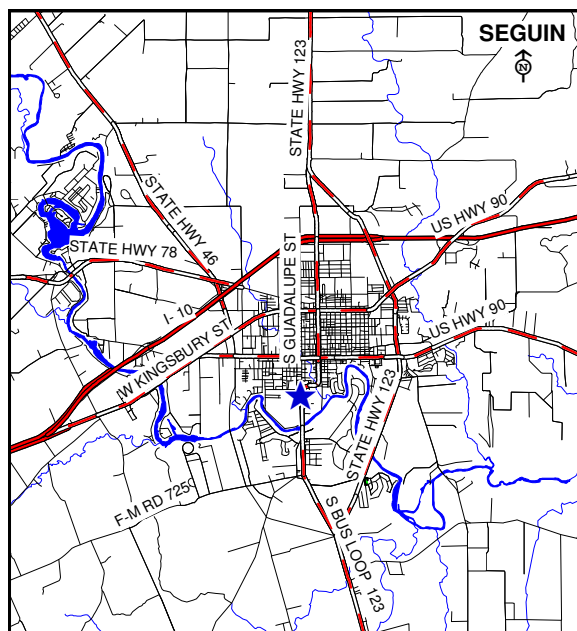 SEGUIN
N
STATE HWY 123
STATE HWY 46
US HWY 90
STATE HWY 78
S GUADALUPE ST
I- 10
W KINGSBURY ST
US HWY 90
STATE HWY 123
F-M RD 725
S BUS LOOP 123